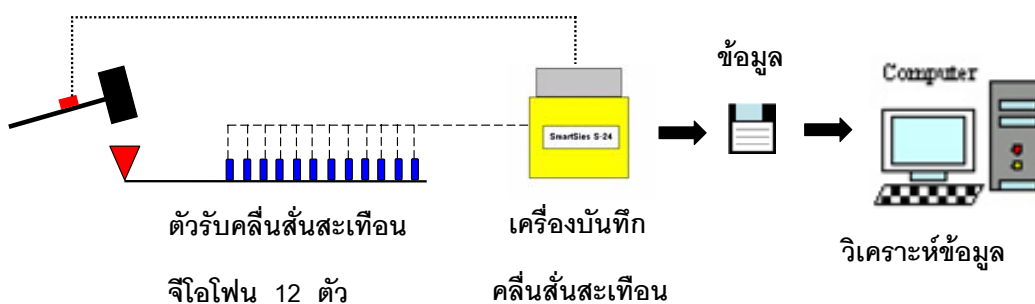 ข้อมูล
Computer
SmartSies S-24
ตัวรับคลื่นสั่นสะเทือน
จีโอโฟน 12 ตัว
เครื่องบันทึก
คลื่นสั่นสะเทือน
วิเคราะห์ข้อมูล